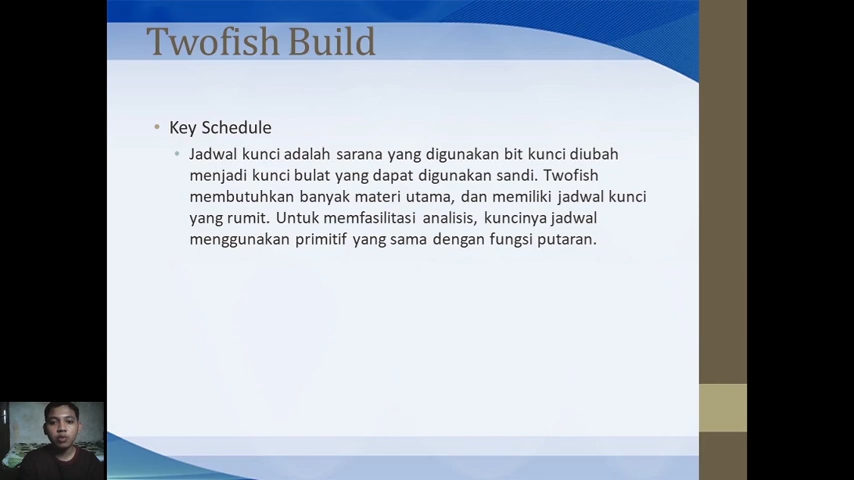 Twofish Build
Key Schedule
Jadwal kunci adalah sarana yang digunakan bit kunci diubah
menjadi kunci bulat yang dapat digunakan sandi. Twofish
membutuhkan banyak materi utama, dan memiliki jadwal kunci
yang rumit. Untuk memfasilitasi analisis, kuncinya jadwal
menggunakan primitif yang sama dengan fungsi putaran.